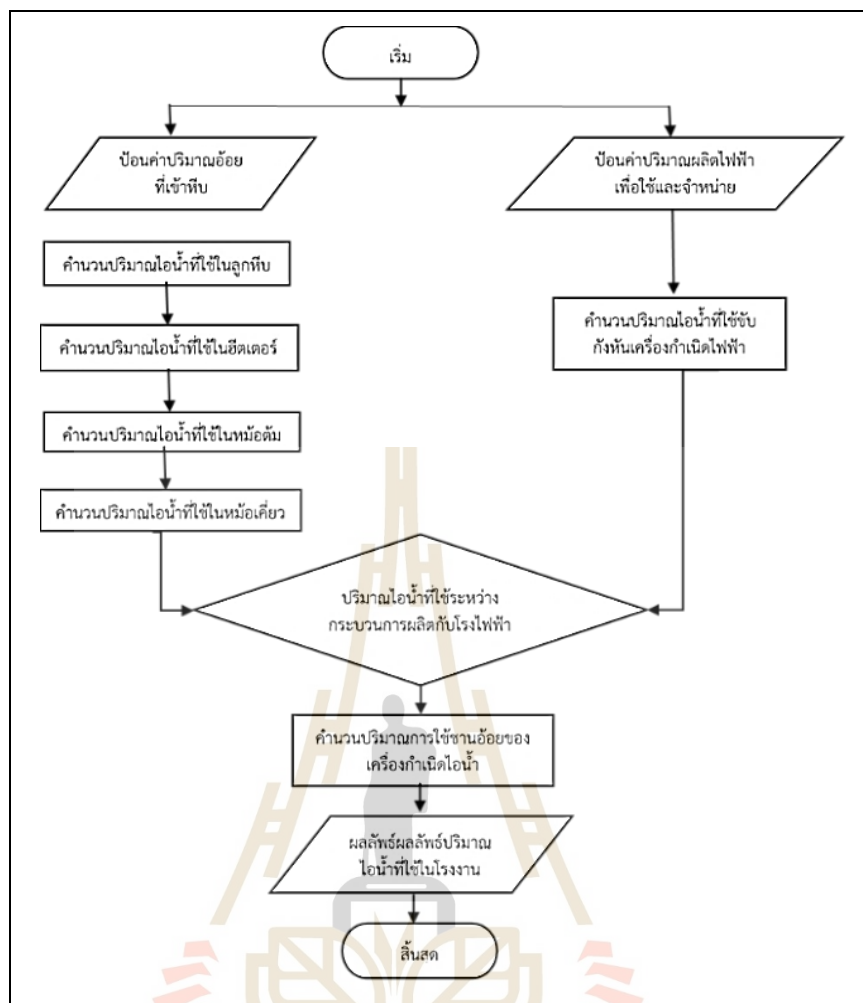 เริ่ม
ป้อนค่าปริมาณอ้อย
ที่เข้าหีบ
ป้อนค่าปริมาณผลิตไฟฟ้า
เพื่อใช้และจำหน่าย
คำนวนปริมาณไอน้ำที่ใช้ในลูกหีบ
คำนวนปริมาณไอน้ำที่ใช้ในฮีตเตอร์
คำนวนปริมาณไอน้ำที่ใช้ในหม้อต้ม
คำนวนปริมาณไอน้ำที่ใช้ในหม้อเคี่ยว
คำนวนปริมาณไอน้ำที่ใช้ขับ
กังหันเครื่องกำเนิดไฟฟ้า
ปริมาณไอน้ำที่ใช้ระหว่าง
กระบวนการผลิตกับโรงไฟฟ้า
คำนวนปริมาณการใช้ชานอ้อยของ
เครื่องกำเนิดไอน้ำ
ผลลัพธ์ผลลัพธ์ปริมาณ
ไอน้ำที่ใช้ในโรงงาน
สิ้นสด